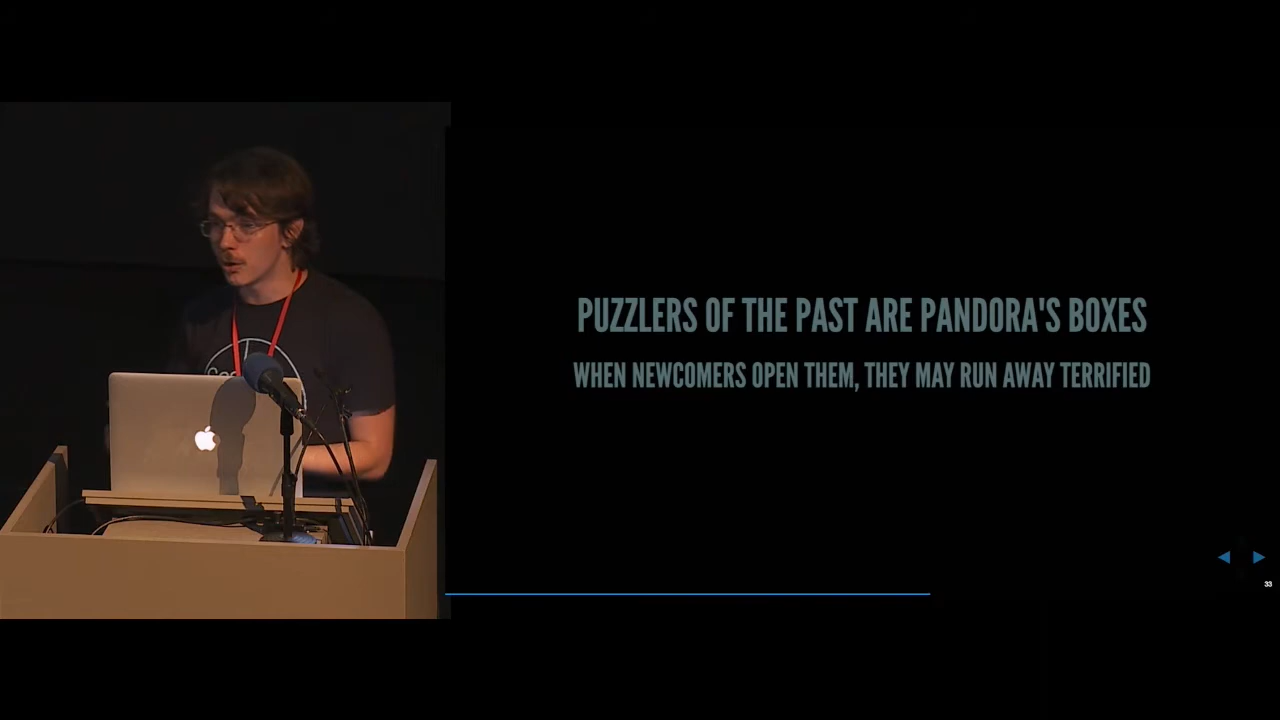 PUZZLERS OF THE PAST ARE PANDORA'S BOXES
WHEN NEWCOMERS OPEN THEM, THEY MAY RUN AWAY TERRIFIED
33